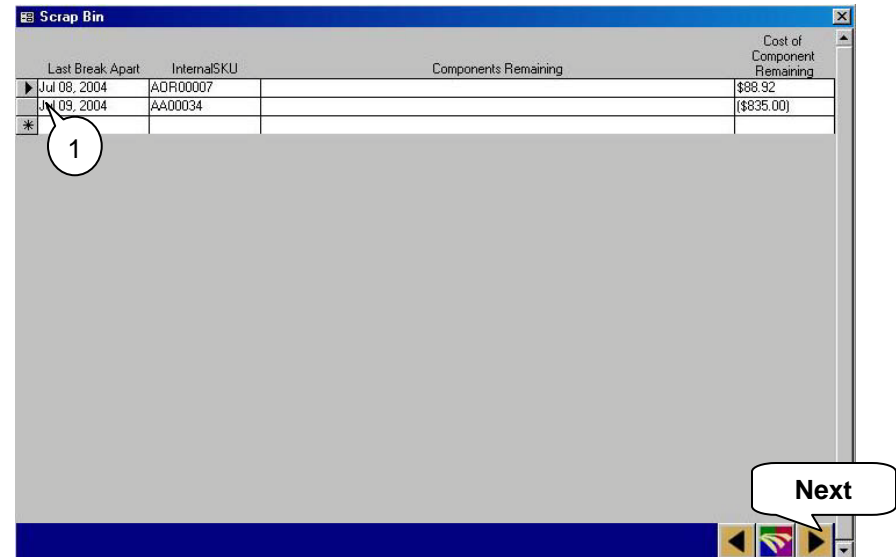 Scrap Bin
Last Break Apart InternalSKU Components Remaining Cost of Component Remaining
Jul 08, 2004 AOR00007 $88.92
Jul 09, 2004 AA00034 ($835.00)
1
Next